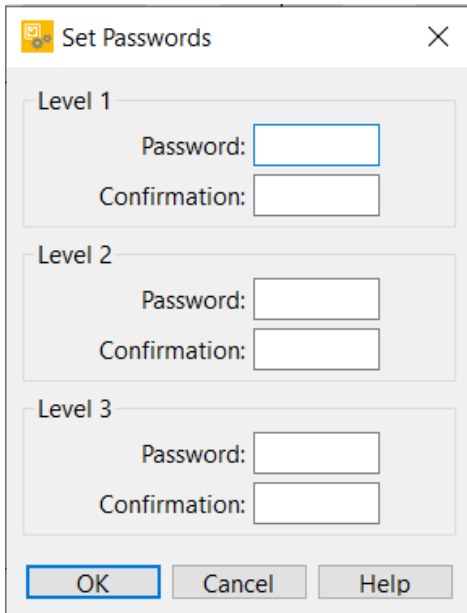 Set Passwords
Level 1
Password:
Confirmation:
Level 2
Password:
Confirmation:
Level 3
Password:
Confirmation:
OK Cancel Help